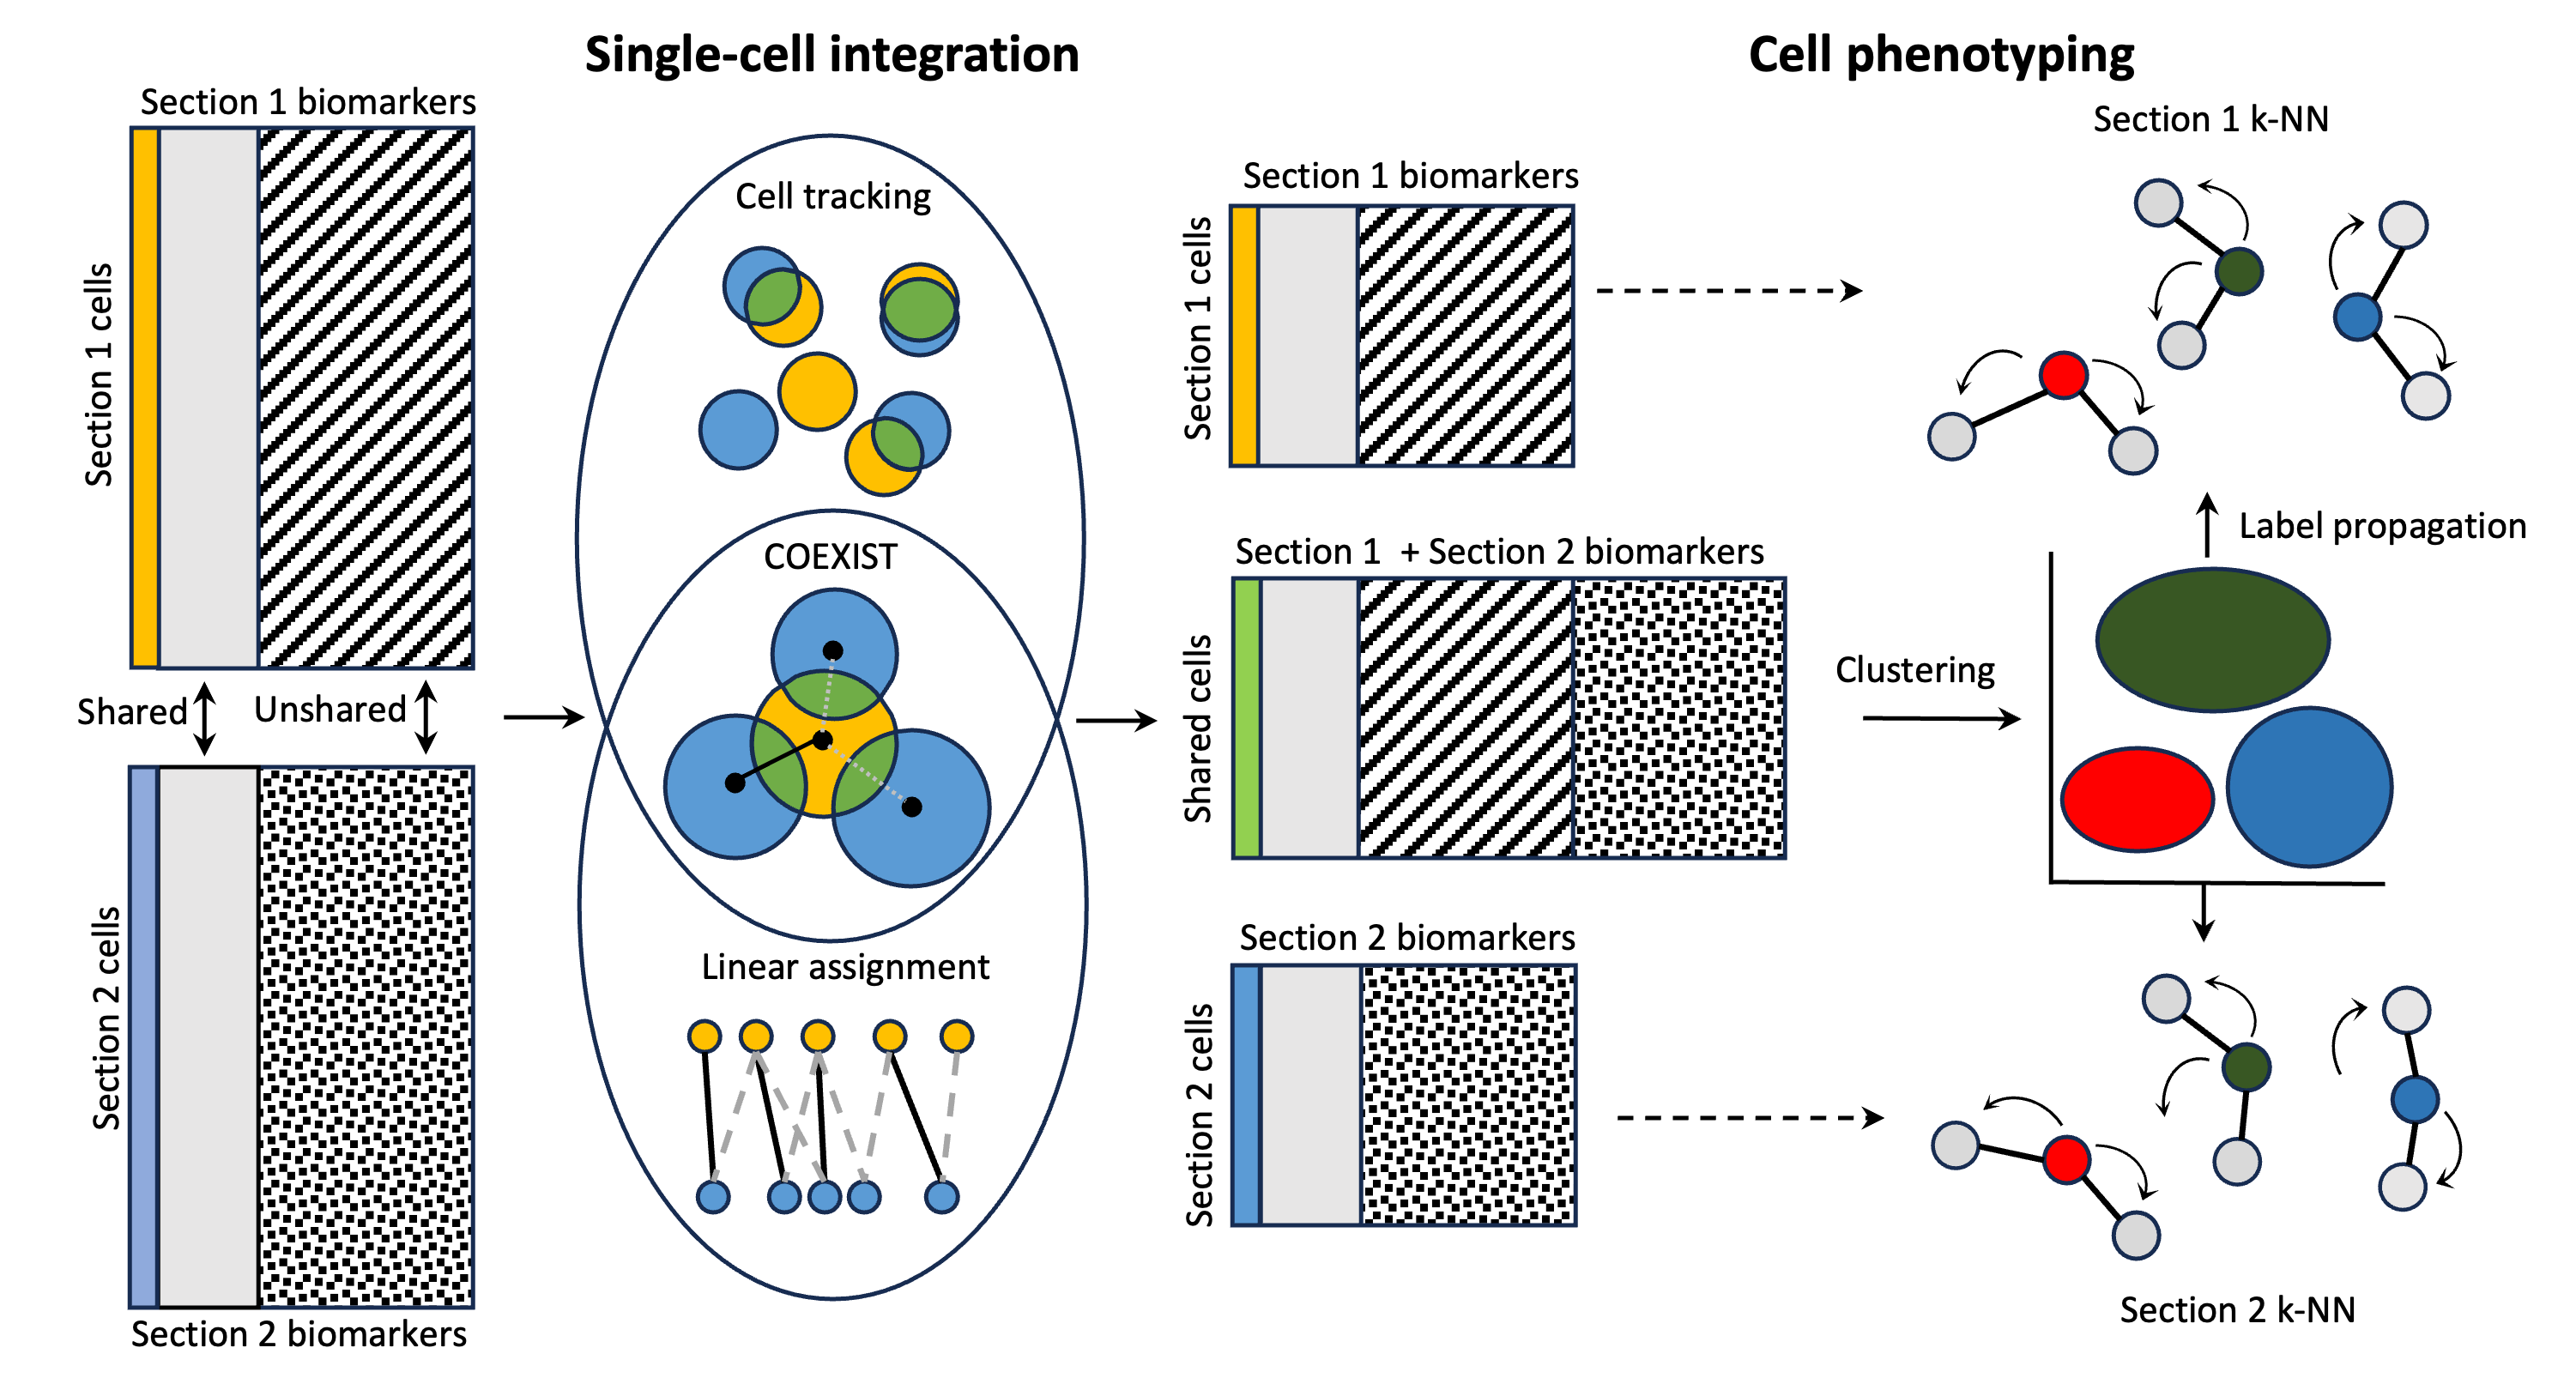 Single-cell integration
Cell phenotyping
Section 1 biomarkers
Section 1 cells
Shared
Unshared
Section 2 cells
Section 2 biomarkers
Cell tracking
COEXIST
Linear assignment
Section 1 biomarkers
Section 1 cells
Section 1 + Section 2 biomarkers
Shared cells
Section 2 biomarkers
Section 2 cells
Clustering
Section 1 k-NN
Label propagation
Section 2 k-NN